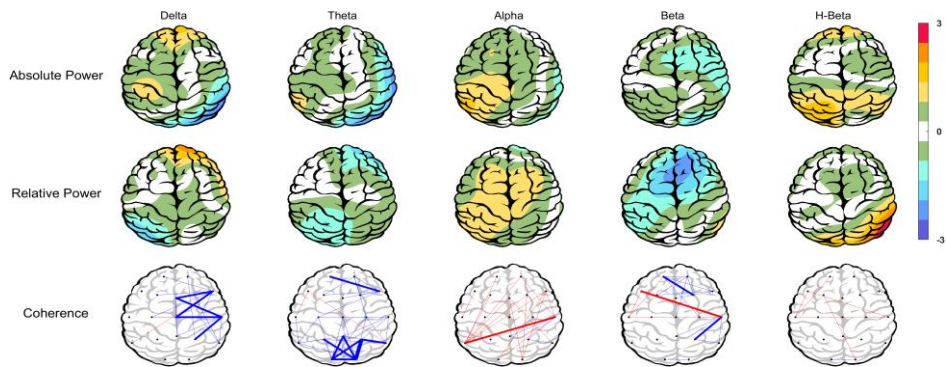 Delta Theta Alpha Beta H-Beta
3
Absolute Power
0
Relative Power
-3
Coherence